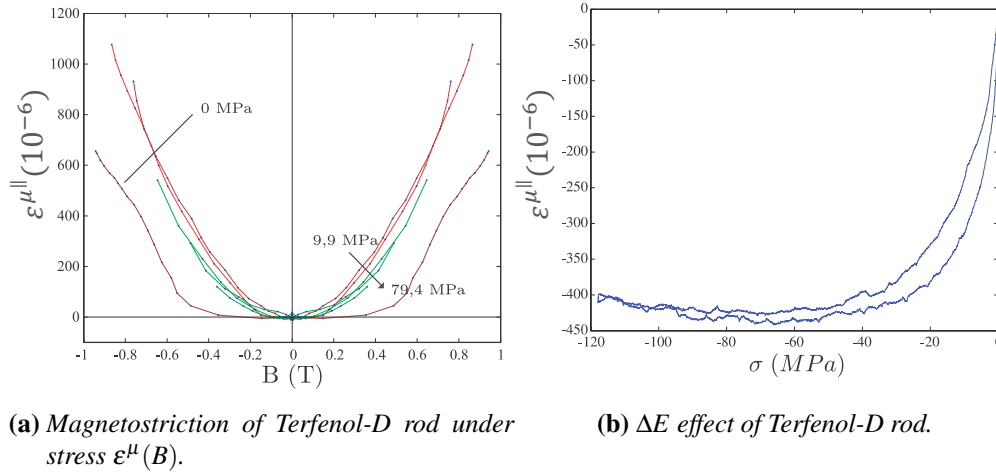 1200
1000
800
600
400
200
0
-1 -0.8 -0.6 -0.4 -0.2 0 0.2 0.4 0.6 0.8 1
ε^μ∥(10^−6)
B (T)
0 MPa
9,9 MPa
79,4 MPa
0
-50
-100
-150
-200
-250
-300
-350
-400
-450
-120 -100 -80 -60 -40 -20 0
ε^μ∥(10^−6)
σ (MPa)
(a) Magnetostriction of Terfenol-D rod under
stress ε^μ(B).
(b) ΔE effect of Terfenol-D rod.